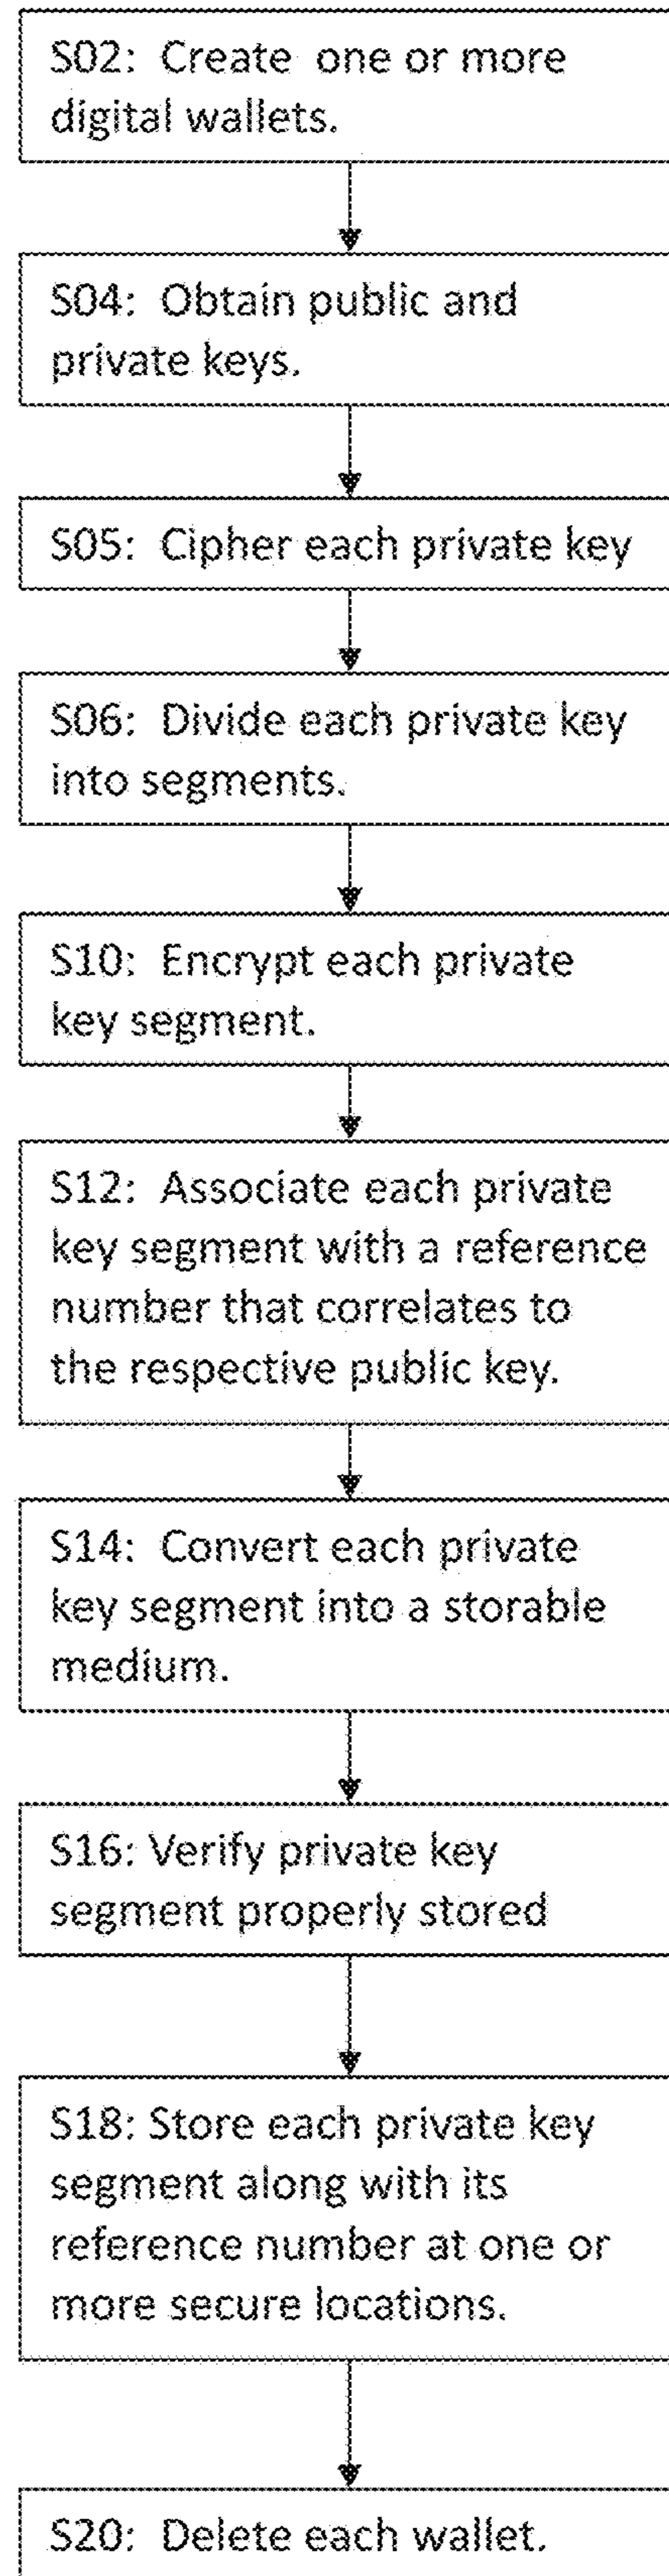 S02:  Create  one or more
digital wallets.
S04:  Obtain public and
private keys.
S05:  Cipher each private key
S06:  Divide each private key
into segments.
S10:  Encrypt each private
key segment.
S12:  Associate each private
key segment with a reference
number that correlates to
the respective public key.
S14:  Convert each private
key segment into a storable
medium.
S16: Verify private key
segment properly stored
S18: Store each private key
segment along with its
reference number at one or
more secure locations.
S20:  Delete each wallet.